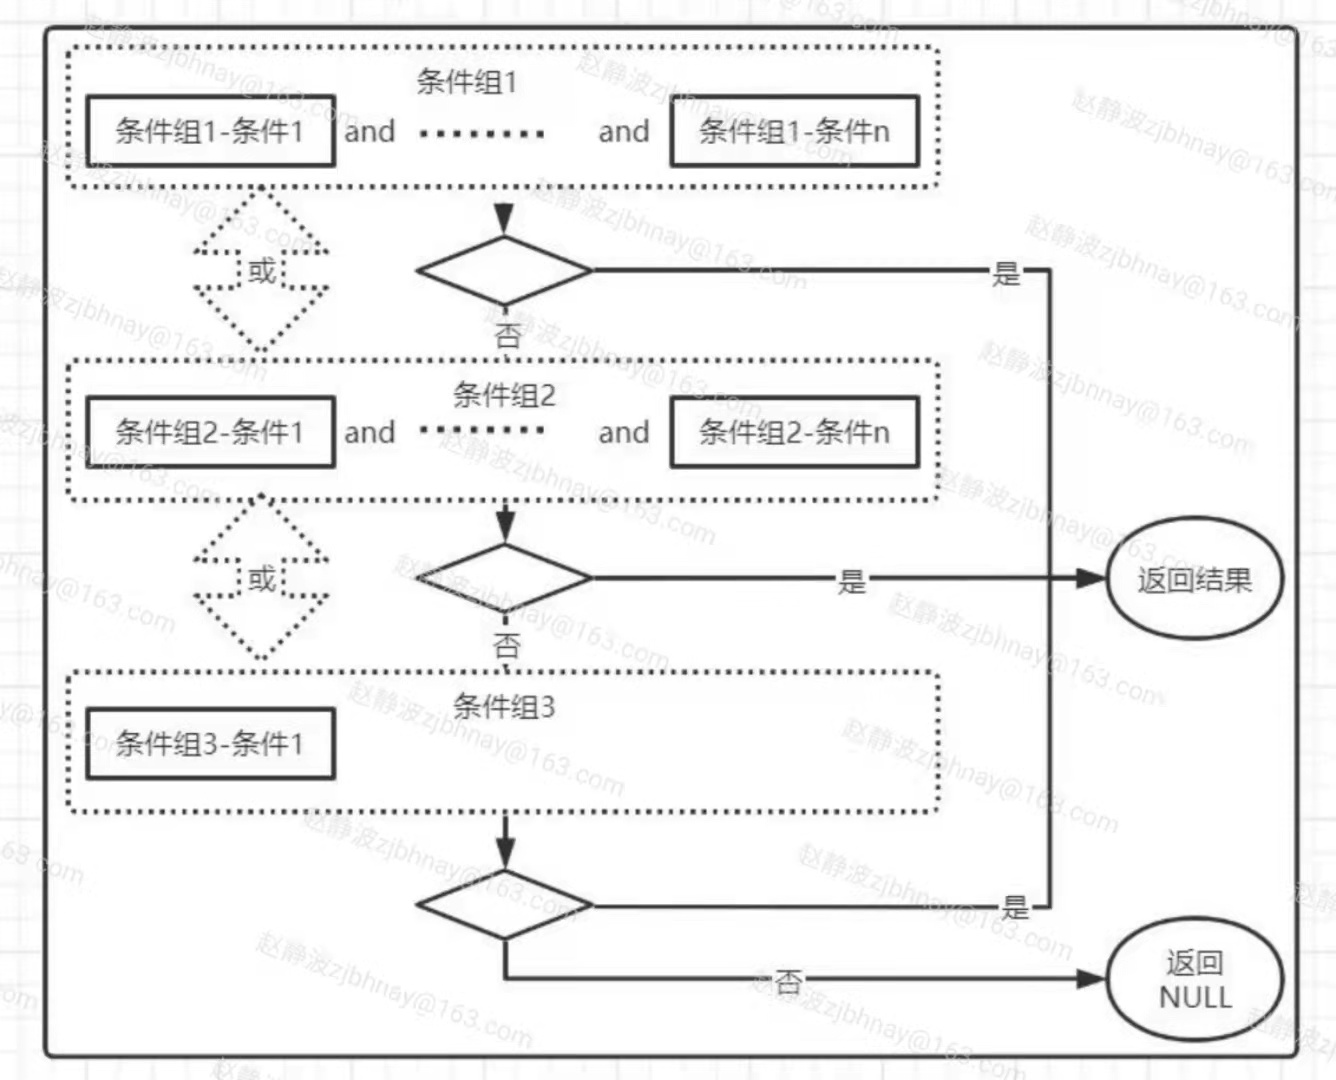 条件组1
条件组1-条件1 and and 条件组1-条件n
或
是
否
条件组2
条件组2-条件1 and and 条件组2-条件n
或
是
返回结果
否
条件组3
条件组3-条件1
是
否
返回
NULL
赵静波zjbhnay@163.com